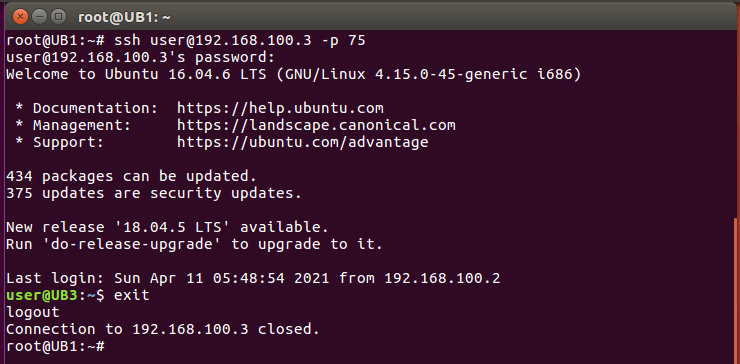 root@UB1: ~
root@UB1:~# ssh user@192.168.100.3 -p 75
user@192.168.100.3's password:
Welcome to Ubuntu 16.04.6 LTS (GNU/Linux 4.15.0-45-generic i686)

 * Documentation:  https://help.ubuntu.com
 * Management:     https://landscape.canonical.com
 * Support:        https://ubuntu.com/advantage

434 packages can be updated.
375 updates are security updates.

New release '18.04.5 LTS' available.
Run 'do-release-upgrade' to upgrade to it.

Last login: Sun Apr 11 05:48:54 2021 from 192.168.100.2
user@UB3:~$ exit
logout
Connection to 192.168.100.3 closed.
root@UB1:~#